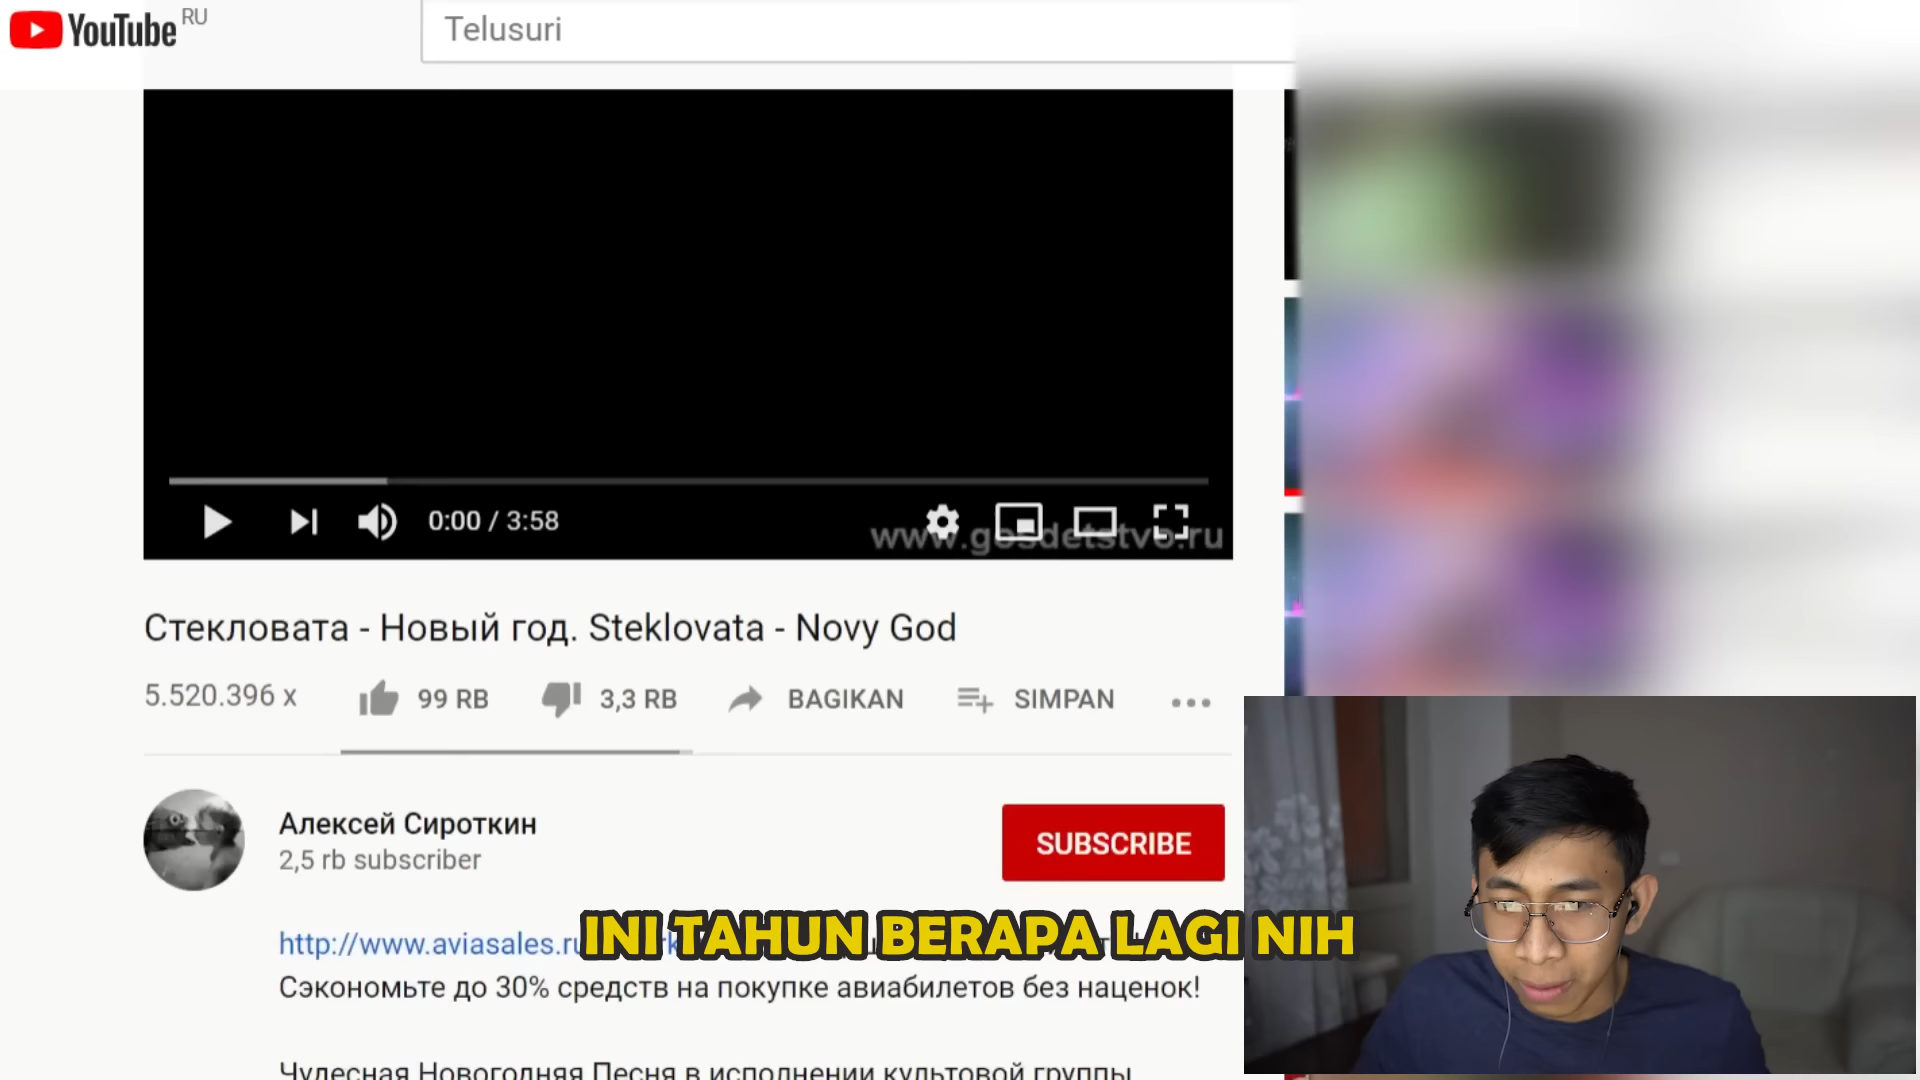 YouTube RU
Telusuri
0:00 / 3:58
www.gosdetstvo.ru
Стекловата - Новый год. Steklovata - Novy God
5.520.396 x
99 RB
3,3 RB
BAGIKAN
SIMPAN
Алексей Сироткин
2,5 rb subscriber
SUBSCRIBE
http://www.aviasales.ru
INI TAHUN BERAPA LAGI NIH
Сэкономьте до 30% средств на покупке авиабилетов без наценок!
Чудесная Новогодняя Песня в исполнении культовой группы